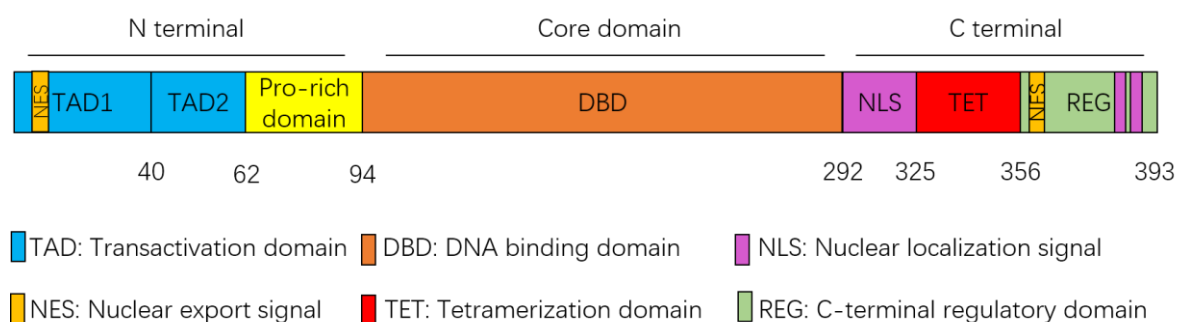 N terminal Core domain C terminal
NES TAD1 TAD2 Pro-rich domain DBD NLS TET NES REG
40 62 94 292 325 356 393
TAD: Transactivation domain DBD: DNA binding domain NLS: Nuclear localization signal
NES: Nuclear export signal TET: Tetramerization domain REG: C-terminal regulatory domain